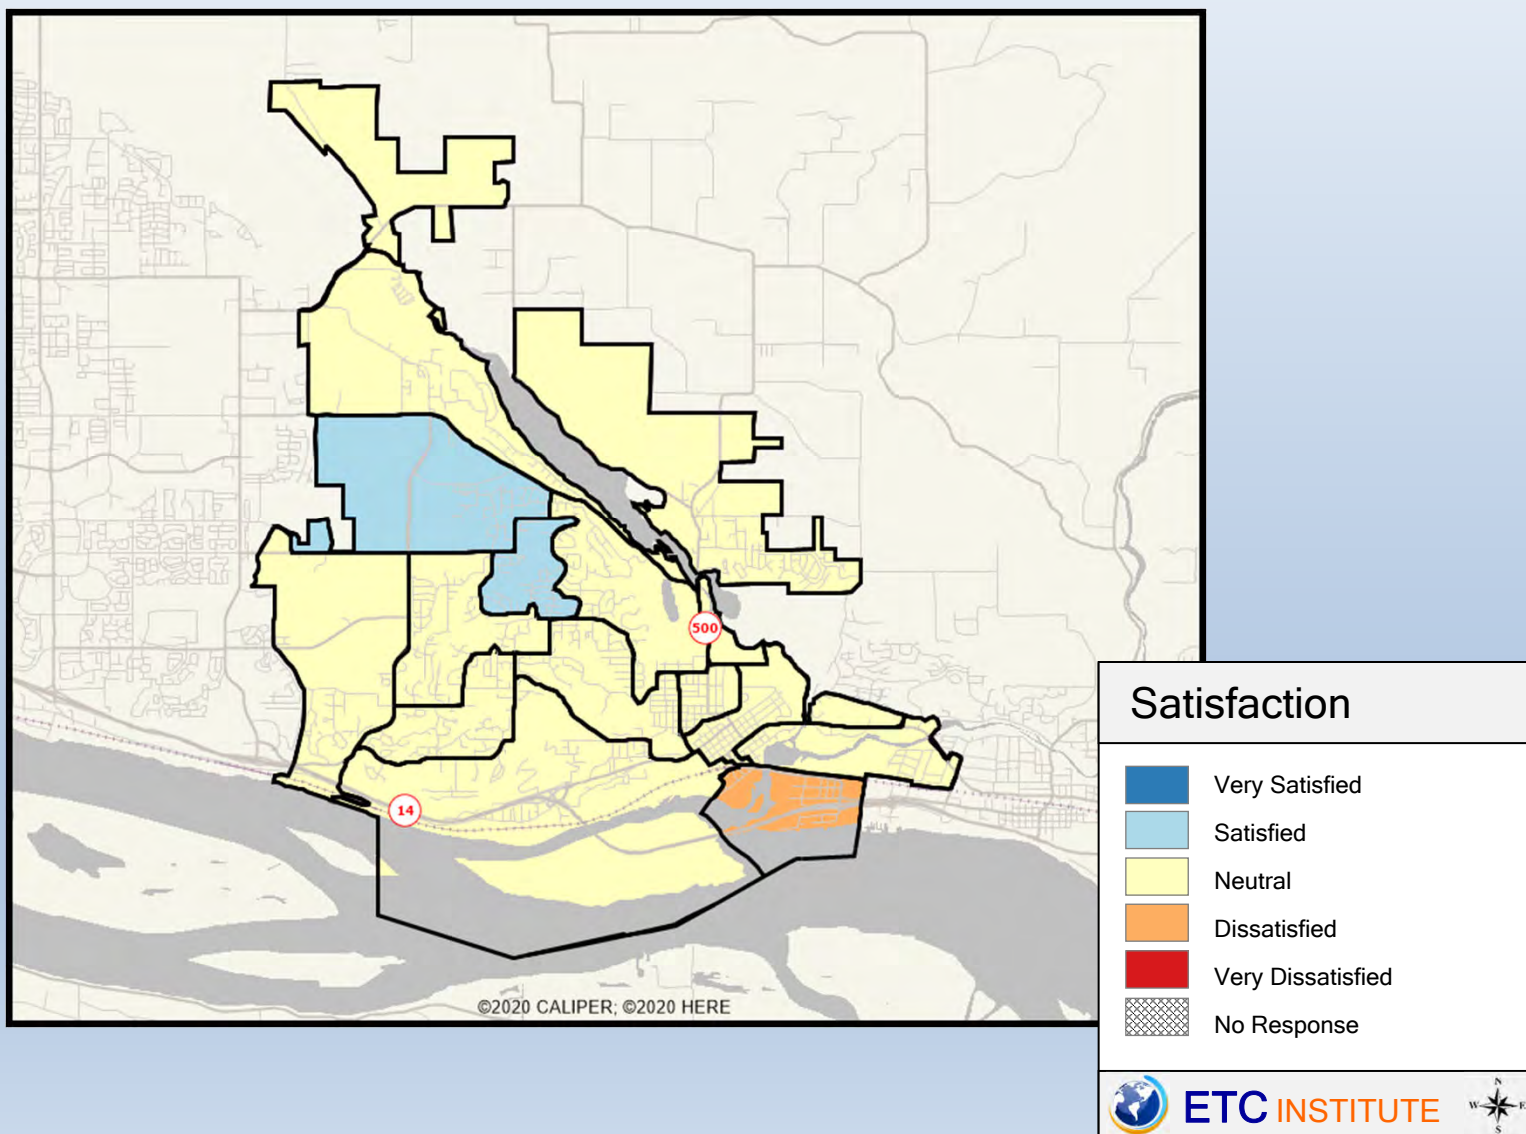 500
14
©2020 CALIPER; ©2020 HERE
Satisfaction
Very Satisfied
Satisfied
Neutral
Dissatisfied
Very Dissatisfied
No Response
ETC INSTITUTE
N
W E
S